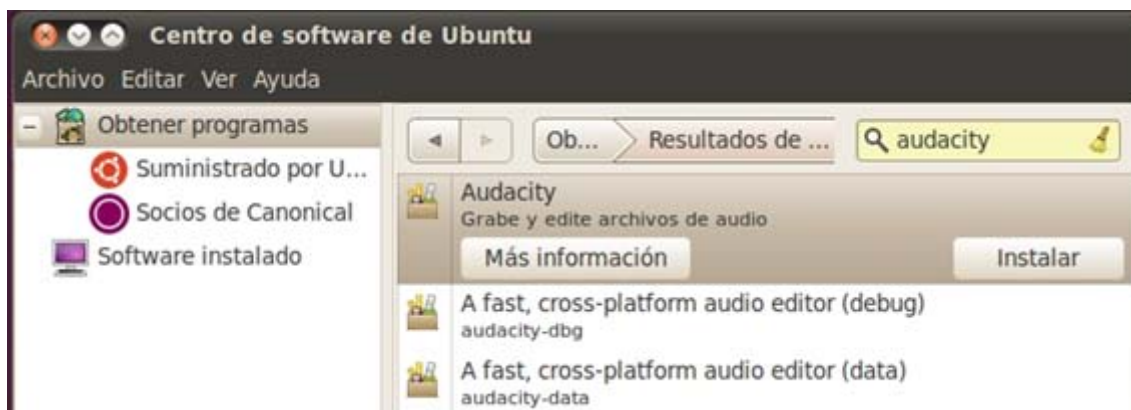 Centro de software de Ubuntu
Archivo Editar Ver Ayuda
Obtener programas
Suministrado por U...
Socios de Canonical
Software instalado
Ob... Resultados de ... audacity
Audacity
Grabe y edite archivos de audio
Más información Instalar
A fast, cross-platform audio editor (debug)
audacity-dbg
A fast, cross-platform audio editor (data)
audacity-data